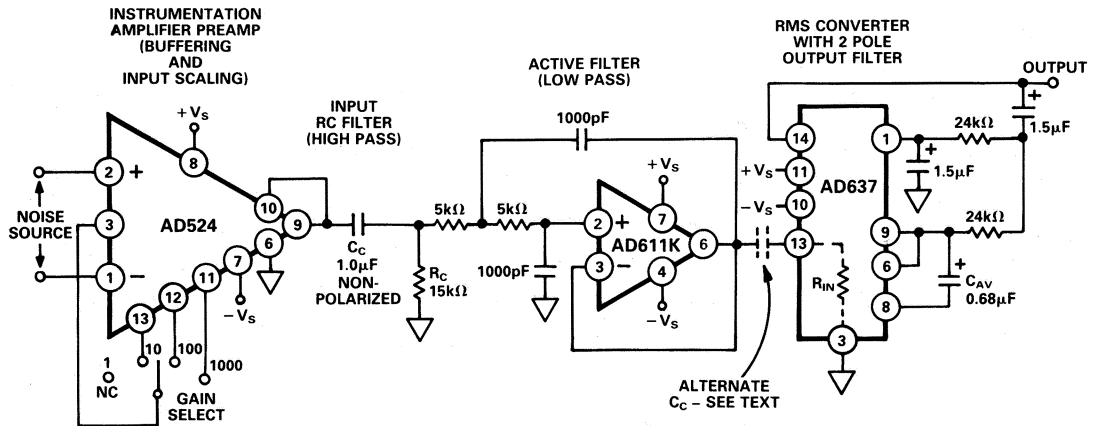 INSTRUMENTATION
AMPLIFIER PREAMP
(BUFFERING
AND
INPUT SCALING)
+VS
8
2
+
3
NOISE
SOURCE
AD524
1
−
10
9
6
11
7
12
13
−VS
10
100
1000
1
NC
GAIN
SELECT
INPUT
RC FILTER
(HIGH PASS)
CC
1.0μF
NON-
POLARIZED
RC
15kΩ
ACTIVE FILTER
(LOW PASS)
1000pF
5kΩ
5kΩ
1000pF
+VS
2
+
7
AD611K
6
3
−
4
−VS
ALTERNATE
CC – SEE TEXT
RMS CONVERTER
WITH 2 POLE
OUTPUT FILTER
OUTPUT
14
1
+VS
11
AD637
−VS
10
13
9
6
8
RIN
3
+
1.5μF
24kΩ
+
1.5μF
24kΩ
+
CAV
0.68μF